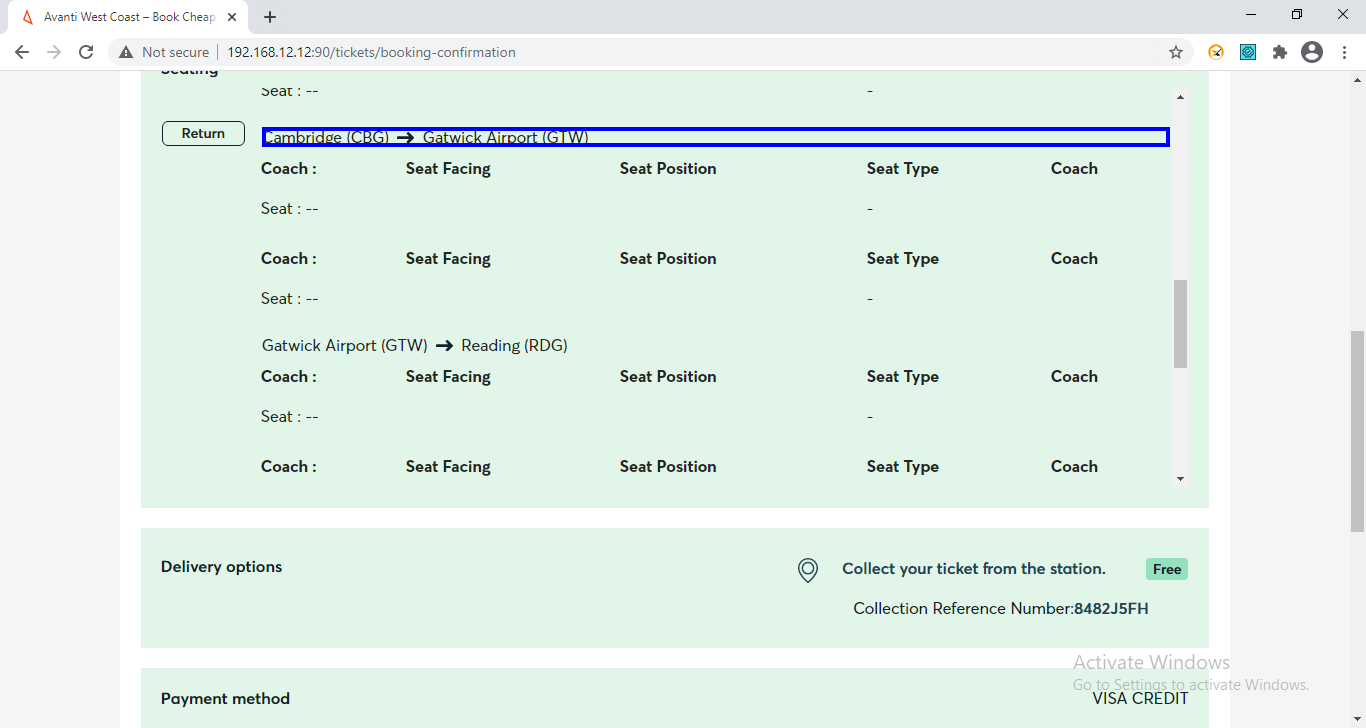 Avanti West Coast – Book Cheap
Not secure 192.168.12.12:90/tickets/booking-confirmation
Seating
Seat : -- -
Return Cambridge (CBG) → Gatwick Airport (GTW)
Coach : Seat Facing Seat Position Seat Type Coach
Seat : -- -
Coach : Seat Facing Seat Position Seat Type Coach
Seat : -- -
Gatwick Airport (GTW) → Reading (RDG)
Coach : Seat Facing Seat Position Seat Type Coach
Seat : -- -
Coach : Seat Facing Seat Position Seat Type Coach
Delivery options Collect your ticket from the station. Free
Collection Reference Number:8482J5FH
Activate Windows
Go to Settings to activate Windows.
Payment method VISA CREDIT